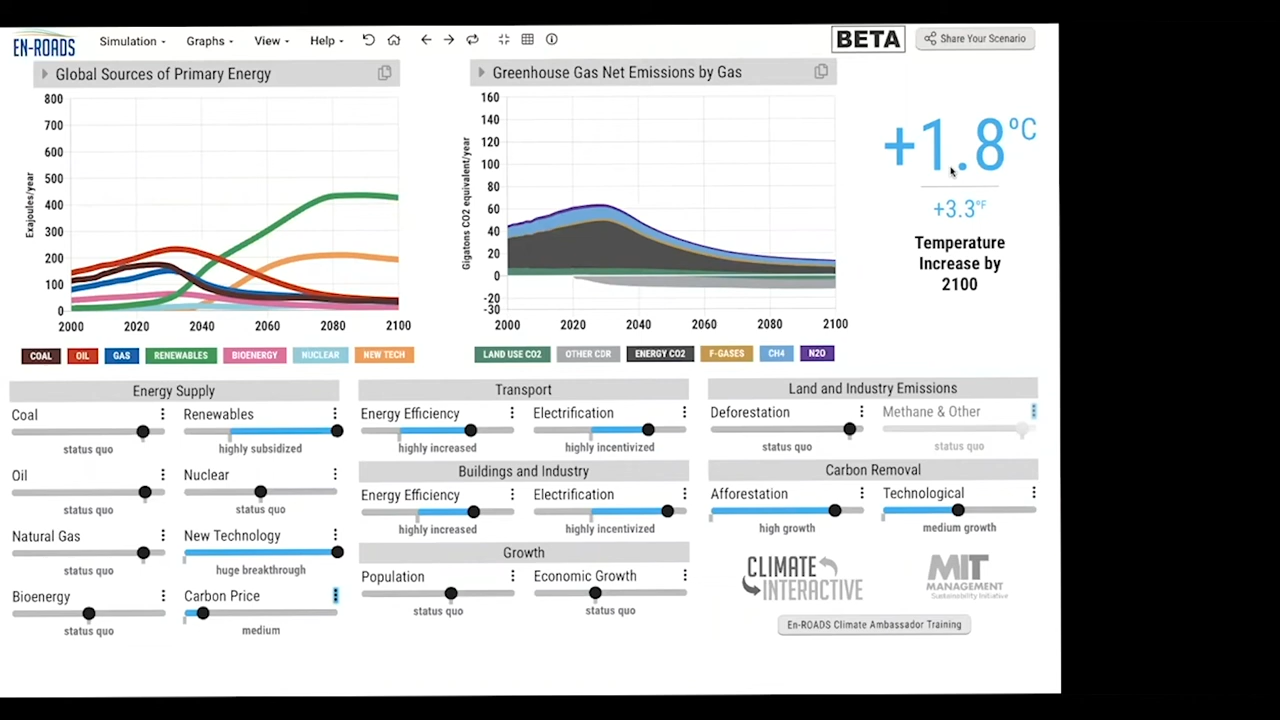 EN-ROADS
Simulation
Graphs
View
Help
BETA
Share Your Scenario
Global Sources of Primary Energy
Greenhouse Gas Net Emissions by Gas
Exajoules/year
800
700
600
500
400
300
200
100
0
2000 2020 2040 2060 2080 2100
COAL OIL GAS RENEWABLES BIOENERGY NUCLEAR NEW TECH
Gigatons CO2 equivalent/year
160
140
120
100
80
60
40
20
0
-20
-30
2000 2020 2040 2060 2080 2100
LAND USE CO2 OTHER CDR ENERGY CO2 F-GASES CH4 N2O
+1.8 ºC
+3.3 ºF
Temperature
Increase by
2100
Energy Supply
Coal
status quo
Renewables
highly subsidized
Oil
status quo
Nuclear
status quo
Natural Gas
status quo
New Technology
huge breakthrough
Bioenergy
status quo
Carbon Price
medium
Transport
Energy Efficiency
highly increased
Electrification
highly incentivized
Buildings and Industry
Energy Efficiency
highly increased
Electrification
highly incentivized
Growth
Population
status quo
Economic Growth
status quo
Land and Industry Emissions
Deforestation
status quo
Methane & Other
status quo
Carbon Removal
Afforestation
high growth
Technological
medium growth
CLIMATE
INTERACTIVE
MIT
MANAGEMENT
Sustainability Initiative
En-ROADS Climate Ambassador Training